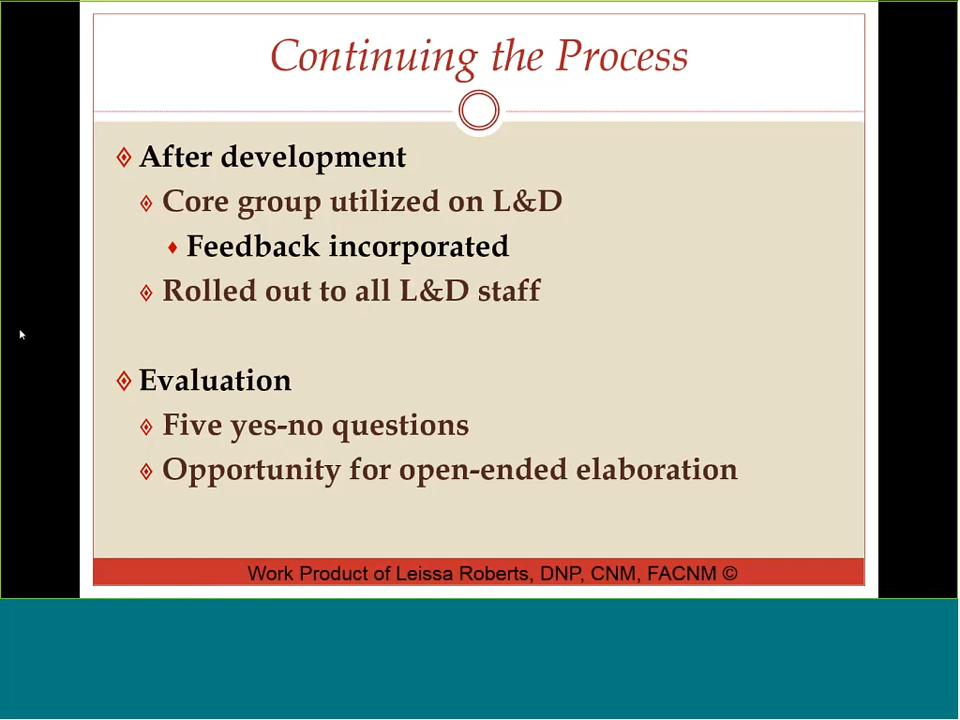 Continuing the Process
After development
Core group utilized on L&D
Feedback incorporated
Rolled out to all L&D staff
Evaluation
Five yes-no questions
Opportunity for open-ended elaboration
Work Product of Leissa Roberts, DNP, CNM, FACNM ©